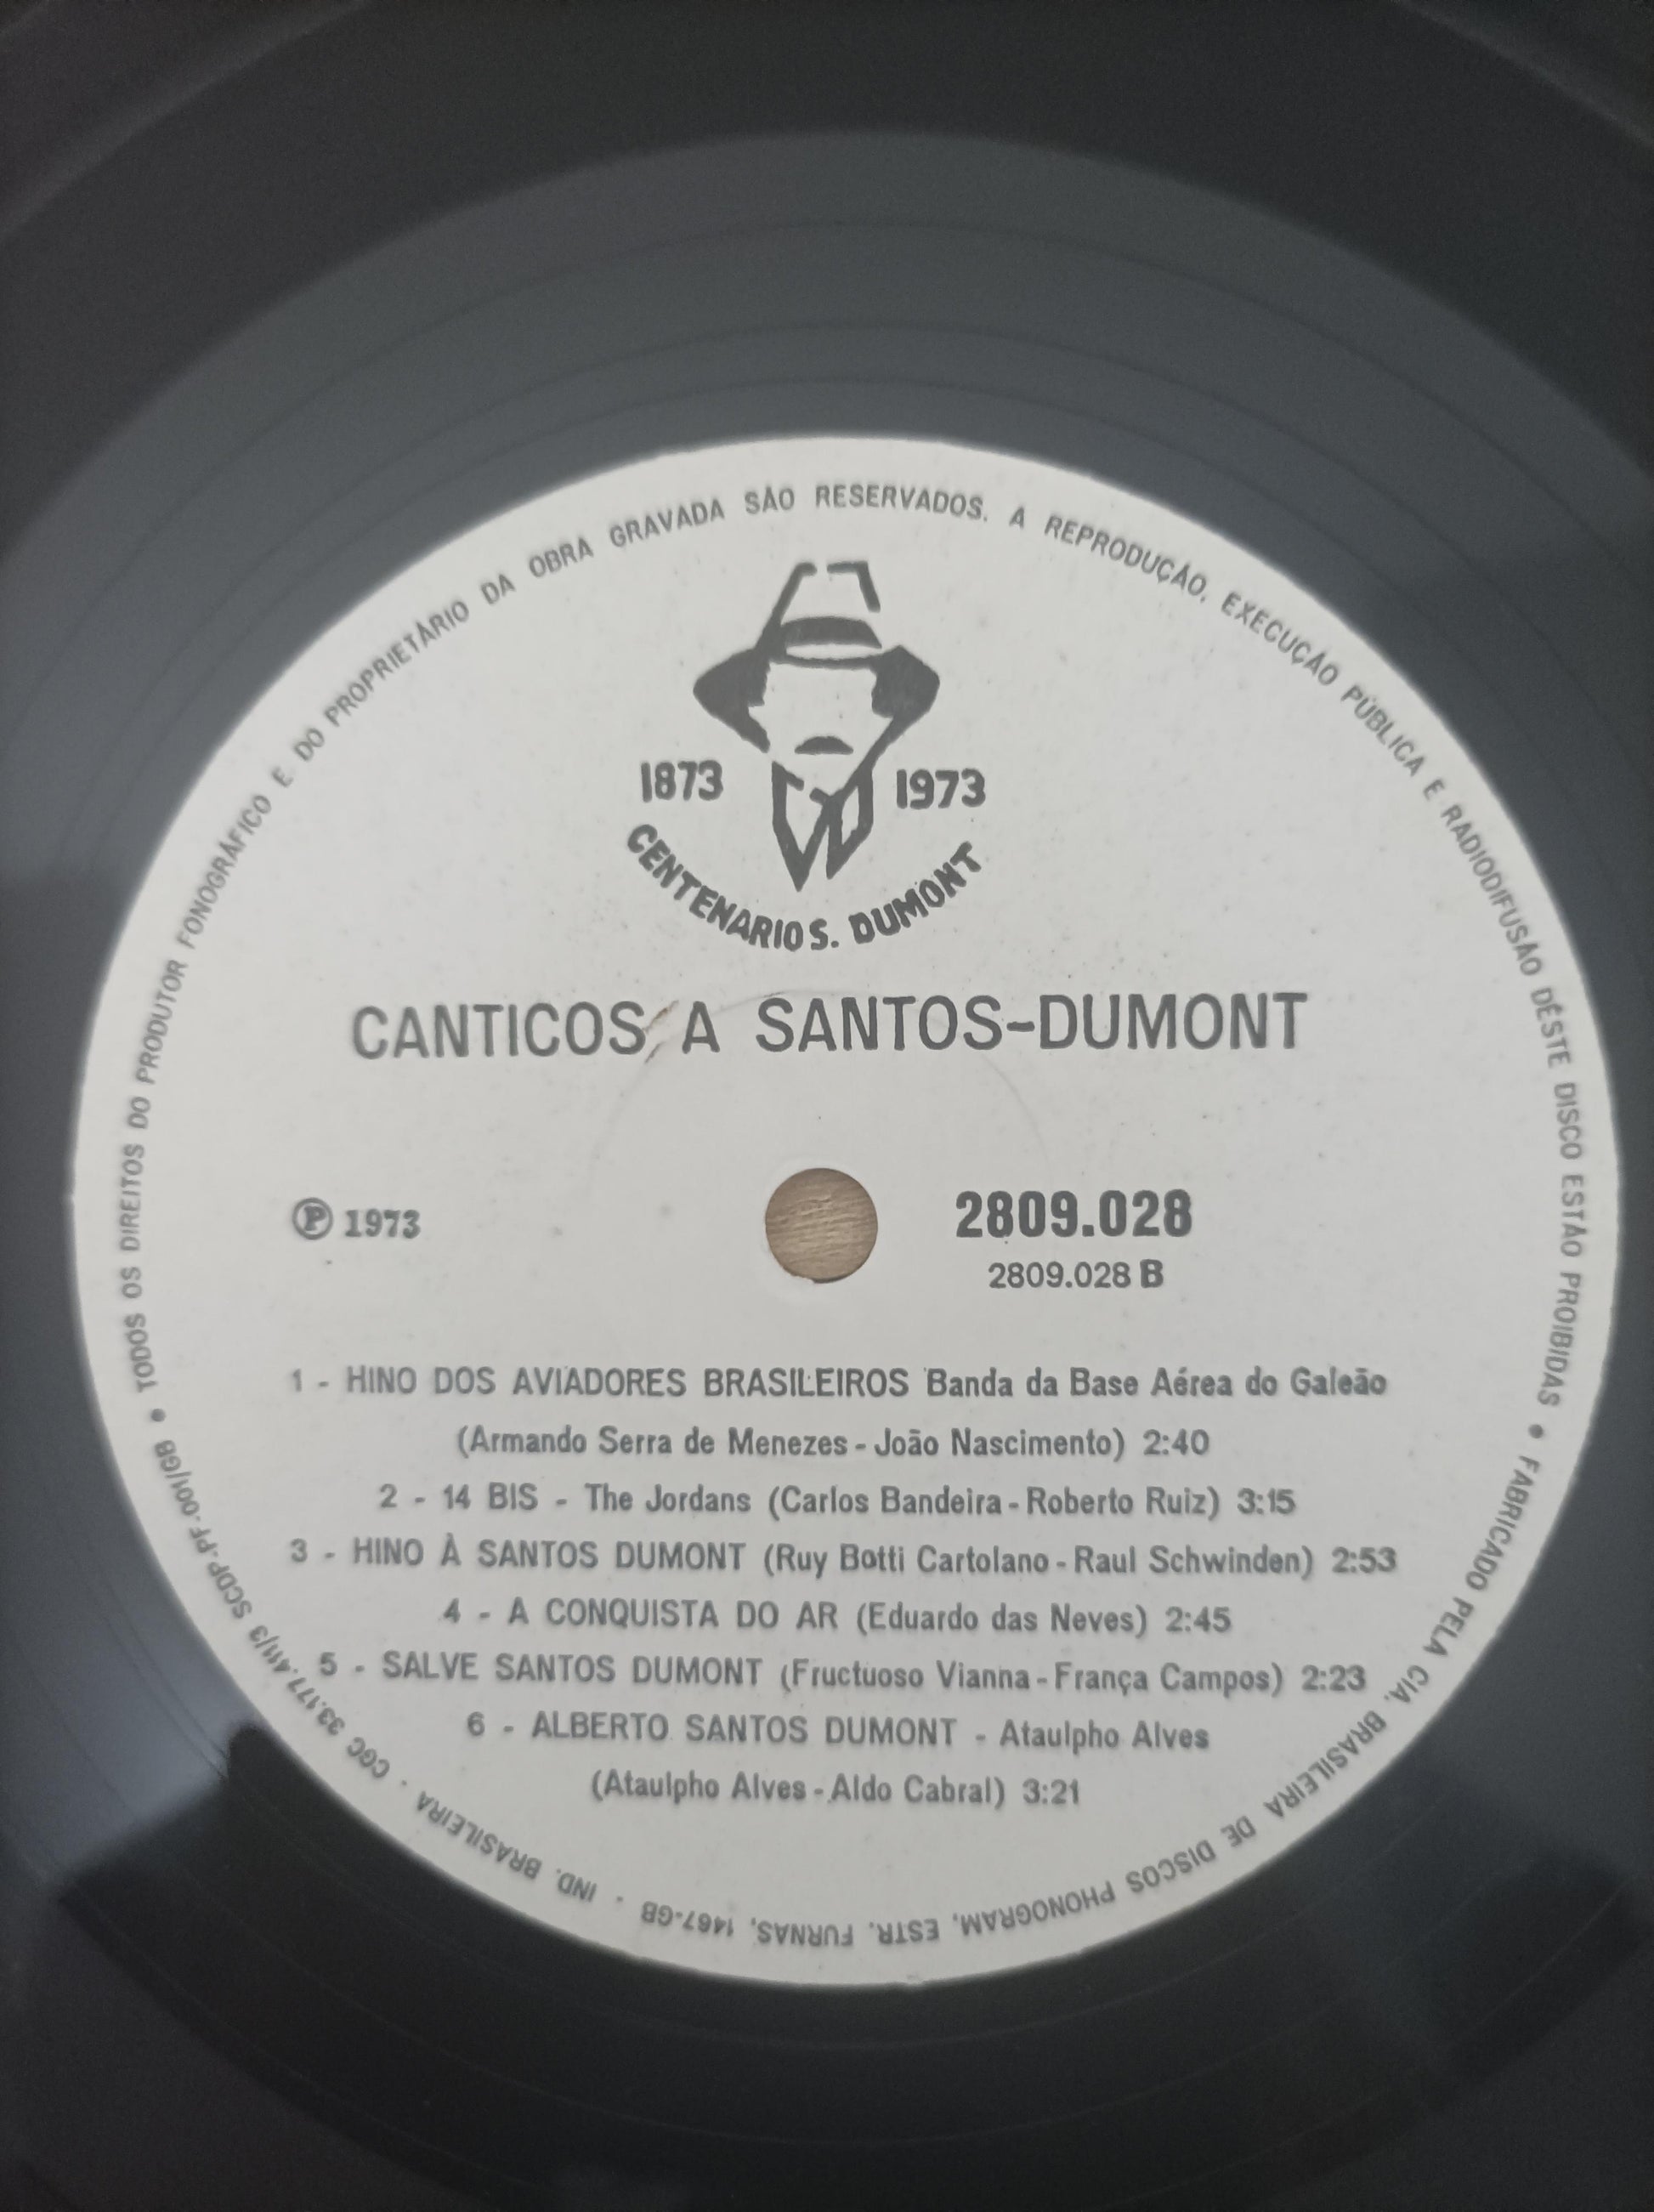 TODOS OS DIREITOS DO PRODUTOR FONOGRÁFICO E DO PROPRIETÁRIO DA OBRA GRAVADA SÃO RESERVADOS. A REPRODUÇÃO, EXECUÇÃO PÚBLICA E RADIODIFUSÃO DÊSTE DISCO ESTÃO PROIBIDAS • FABRICADO PELA CIA. BRASILEIRA DE DISCOS PHONOGRAM, ESTR. FURNAS, 1467-GB - IND. BRASILEIRA - CGC 33.177.411/3 SCDP-PF-001/GB •
1873 1973
CENTENARIO S. DUMONT
CANTICOS A SANTOS-DUMONT
℗ 1973
2809.028
2809.028 B
1 - HINO DOS AVIADORES BRASILEIROS Banda da Base Aérea do Galeão
(Armando Serra de Menezes - João Nascimento) 2:40
2 - 14 BIS - The Jordans (Carlos Bandeira - Roberto Ruiz) 3:15
3 - HINO À SANTOS DUMONT (Ruy Botti Cartolano - Raul Schwinden) 2:53
4 - A CONQUISTA DO AR (Eduardo das Neves) 2:45
5 - SALVE SANTOS DUMONT (Fructuoso Vianna - França Campos) 2:23
6 - ALBERTO SANTOS DUMONT - Ataulpho Alves
(Ataulpho Alves - Aldo Cabral) 3:21